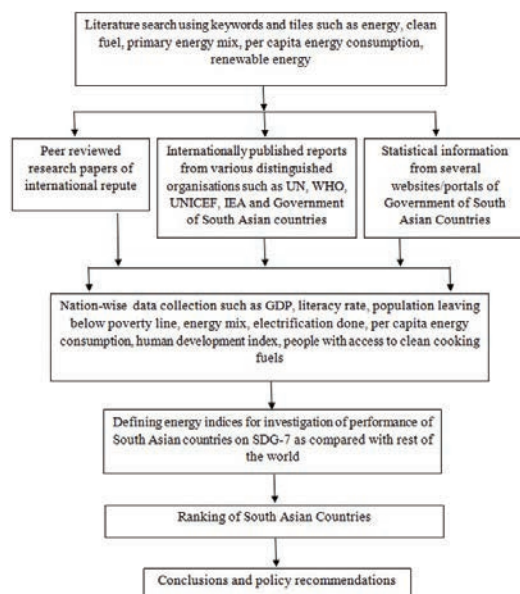 Literature search using keywords and tiles such as energy, clean
fuel, primary energy mix, per capita energy consumption,
renewable energy
Peer reviewed
research papers of
international repute
Internationally published reports
from various distinguished
organisations such as UN, WHO,
UNICEF, IEA and Government
of South Asian countries
Statistical information
from several
websites/portals of
Government of South
Asian Countries
Nation-wise data collection such as GDP, literacy rate, population leaving
below poverty line, energy mix, electrification done, per capita energy
consumption, human development index, people with access to clean cooking
fuels
Defining energy indices for investigation of performance of
South Asian countries on SDG-7 as compared with rest of
the world
Ranking of South Asian Countries
Conclusions and policy recommendations